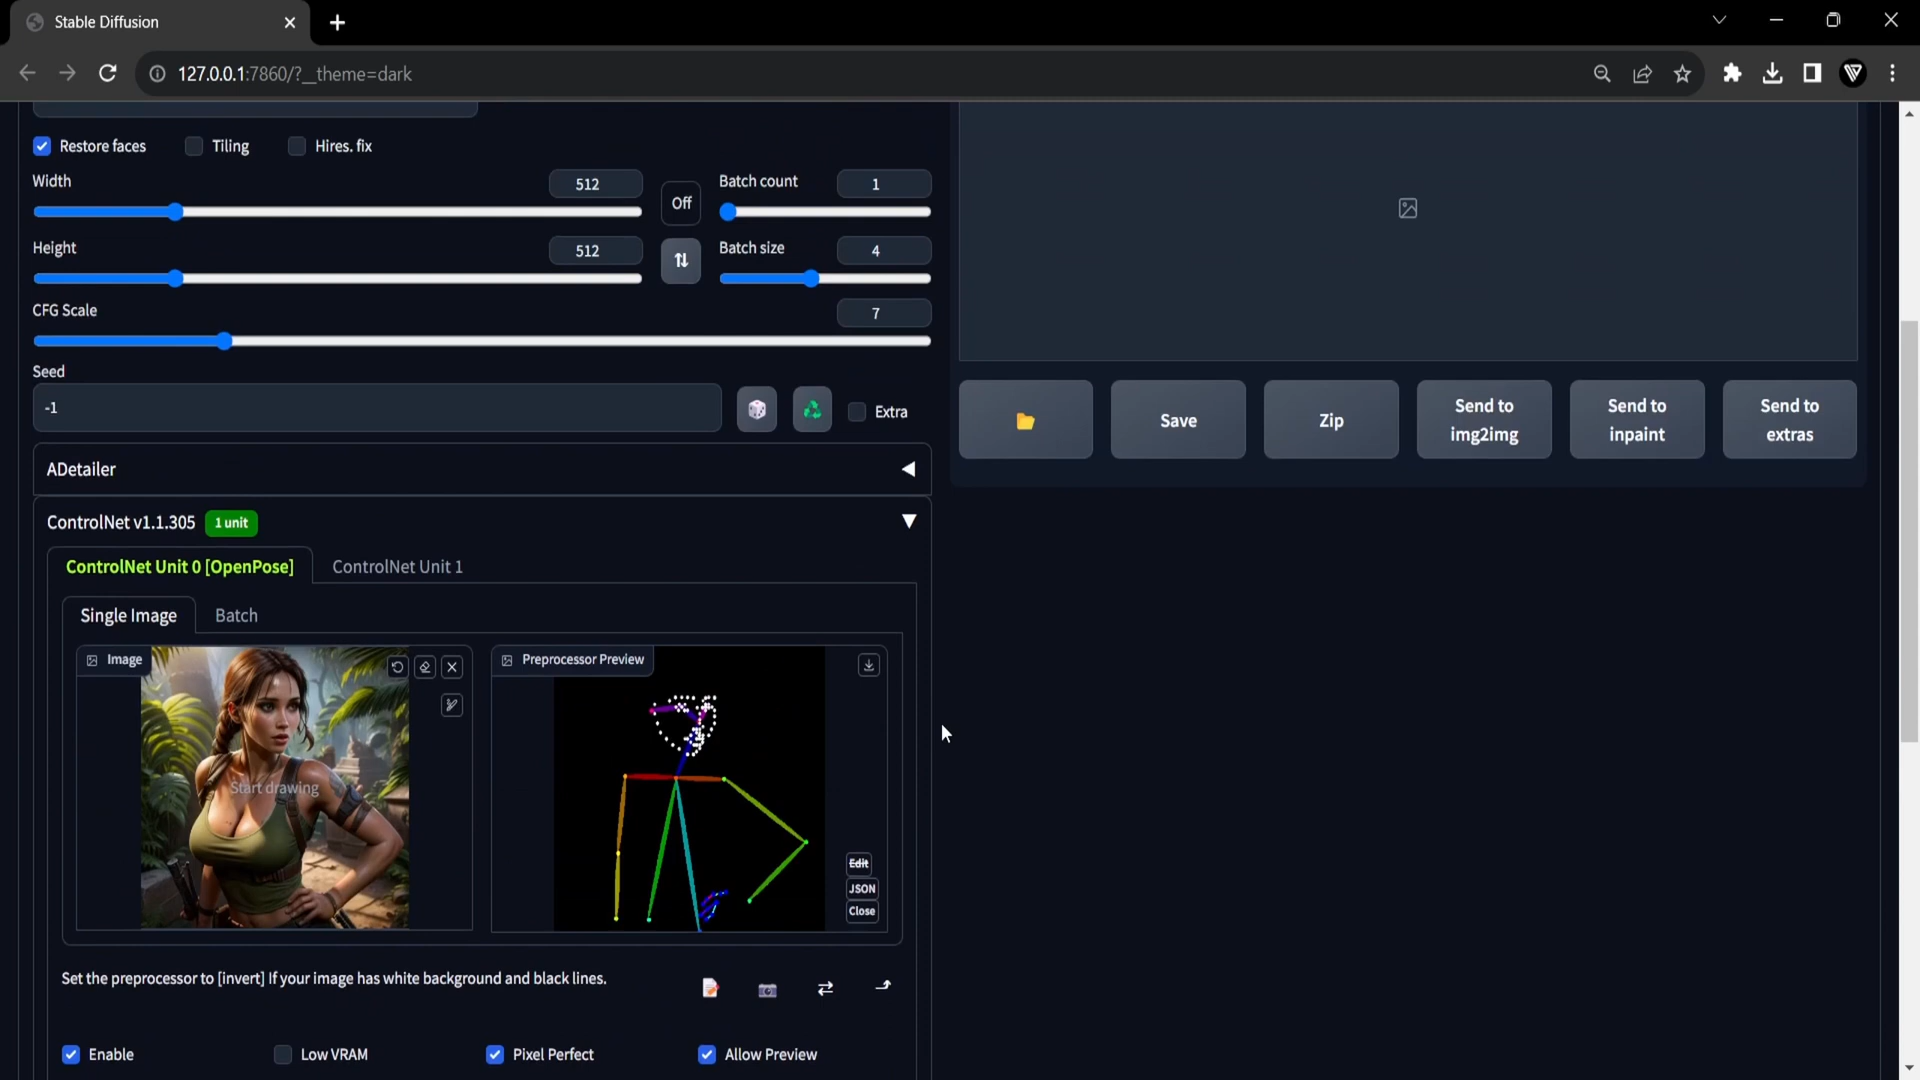 Stable Diffusion
127.0.0.1:7860/?__theme=dark
Restore faces Tiling Hires. fix
Width 512 Off Batch count 1
Height 512 Batch size 4
CFG Scale 7
Seed
-1 Extra
Save Zip Send to img2img Send to inpaint Send to extras
ADetailer
ControlNet v1.1.305 1 unit
ControlNet Unit 0 [OpenPose] ControlNet Unit 1
Single Image Batch
Image Preprocessor Preview
Start drawing
Edit
JSON
Close
Set the preprocessor to [invert] If your image has white background and black lines.
Enable Low VRAM Pixel Perfect Allow Preview